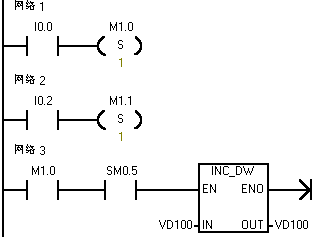 网络 1
I0.0 M1.0
S
1
网络 2
I0.2 M1.1
S
1
网络 3
M1.0 SM0.5 INC_DW
EN ENO
VD100 IN OUT VD100